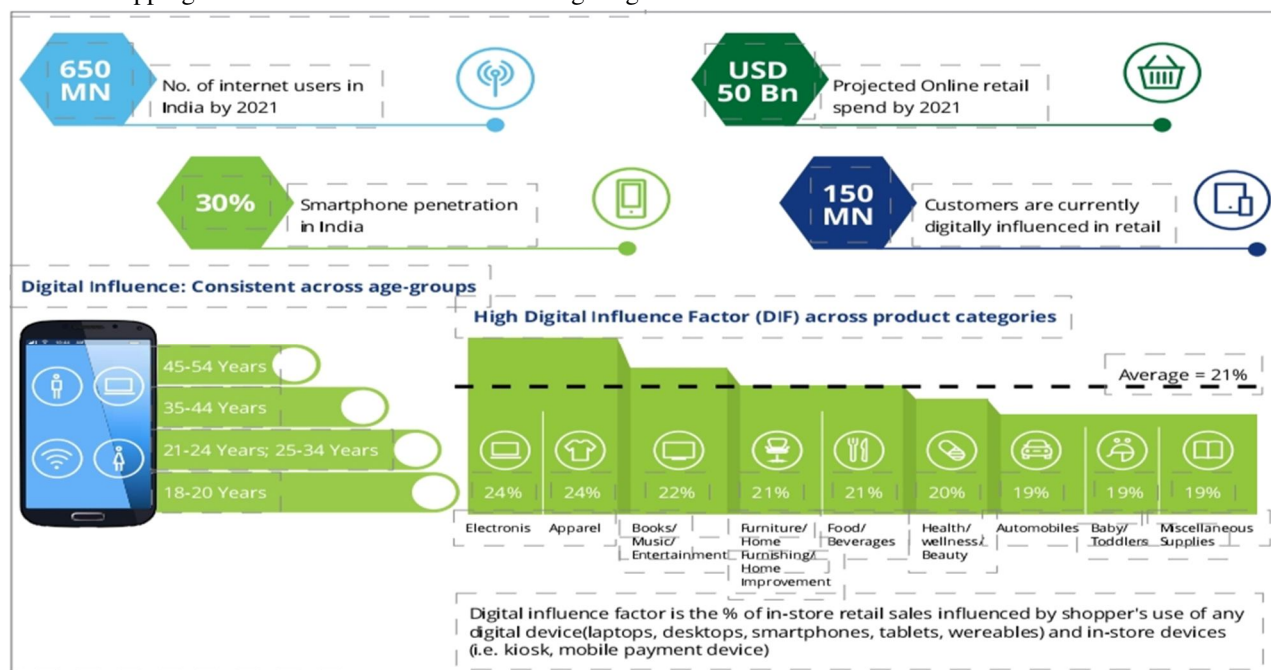 650
MN
No. of internet users in
India by 2021
USD
50 Bn
Projected Online retail
spend by 2021
30%
Smartphone penetration
in India
150
MN
Customers are currently
digitally influenced in retail
Digital Influence: Consistent across age-groups
45-54 Years
35-44 Years
21-24 Years; 25-34 Years
18-20 Years
High Digital Influence Factor (DIF) across product categories
Average = 21%
24%
24%
22%
21%
21%
20%
19%
19%
19%
Electronis
Apparel
Books/
Music/
Entertainment
Furniture/
Home
Furnishing/
Home
Improvement
Food/
Beverages
Health/
wellness/
Beauty
Automobiles
Baby/
Toddlers
Miscellaneous
Supplies
Digital influence factor is the % of in-store retail sales influenced by shopper's use of any
digital device(laptops, desktops, smartphones, tablets, wereables) and in-store devices
(i.e. kiosk, mobile payment device)